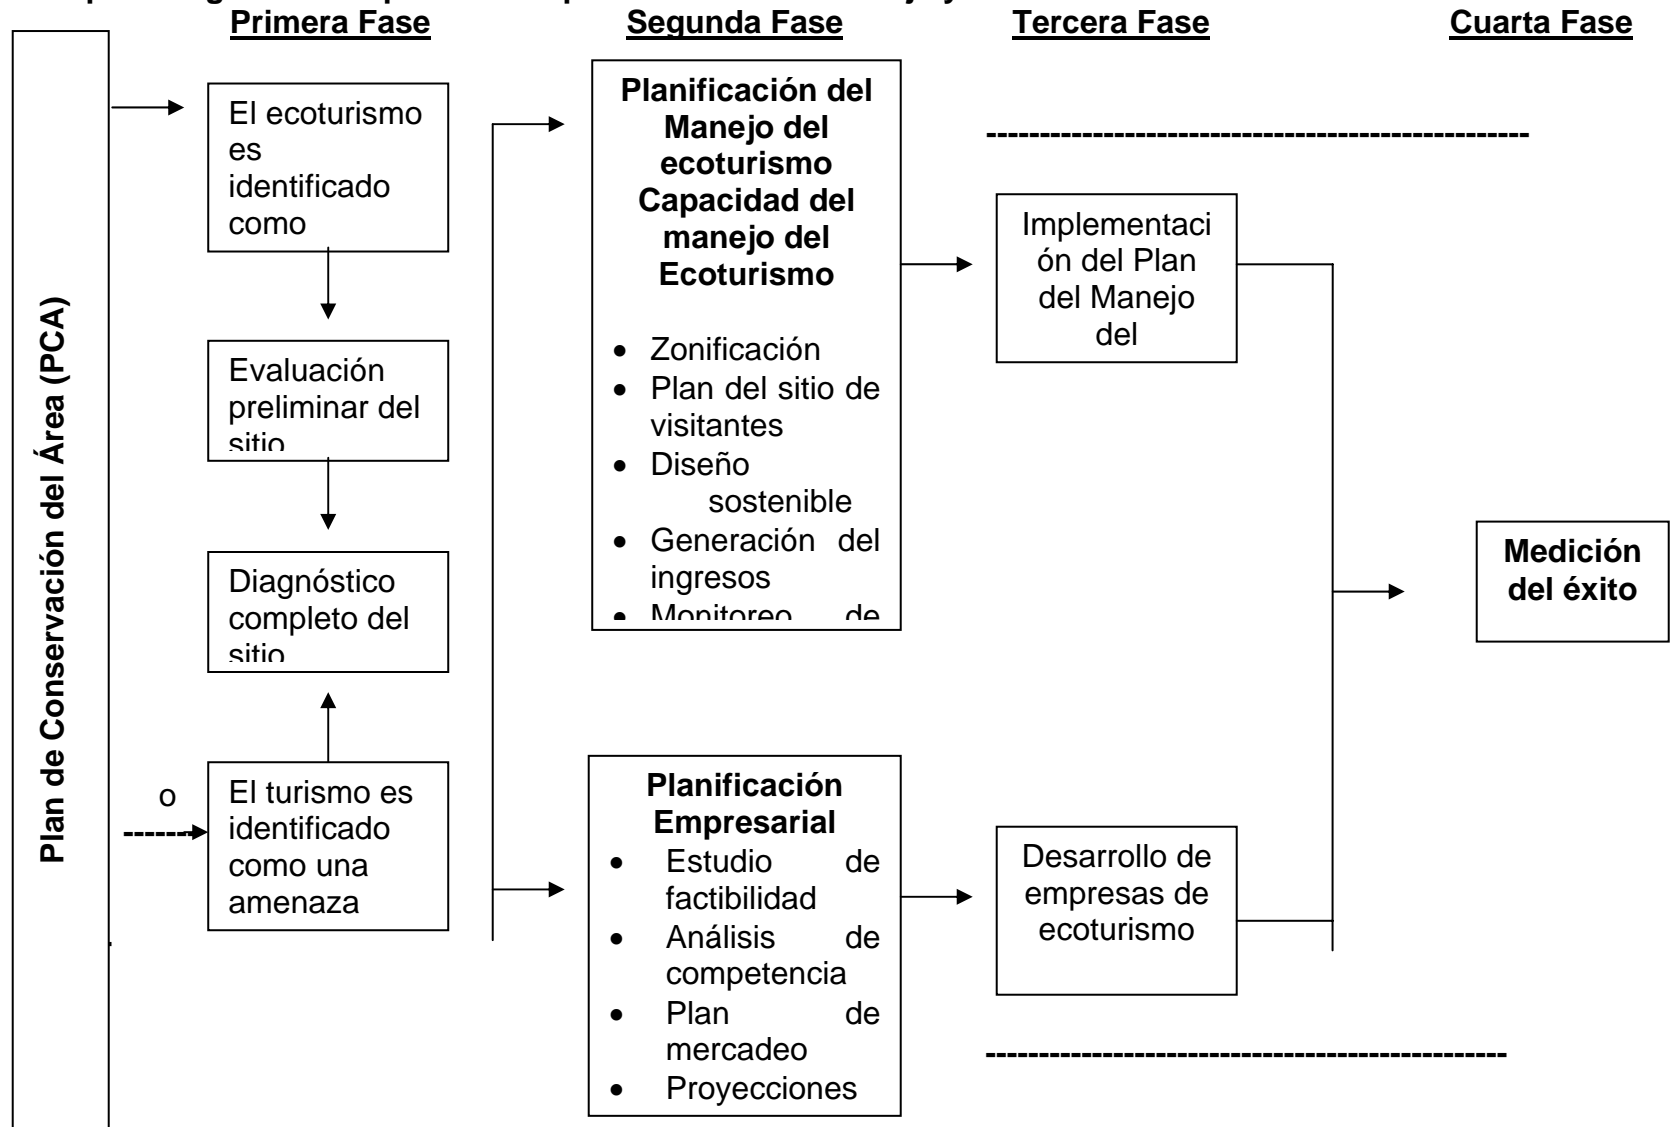 Primera Fase
Segunda Fase
Tercera Fase
Cuarta Fase
Plan de Conservación del Área (PCA)
El ecoturismo
es
identificado
como
Evaluación
preliminar del
sitio
Diagnóstico
completo del
sitio
o
El turismo es
identificado
como una
amenaza
Planificación del
Manejo del
ecoturismo
Capacidad del
manejo del
Ecoturismo
• Zonificación
• Plan del sitio de
visitantes
• Diseño
sostenible
• Generación del
ingresos
• Monitoreo de
Planificación
Empresarial
• Estudio de
factibilidad
• Análisis de
competencia
• Plan de
mercadeo
• Proyecciones
Implementaci
ón del Plan
del Manejo
del
Desarrollo de
empresas de
ecoturismo
Medición
del éxito